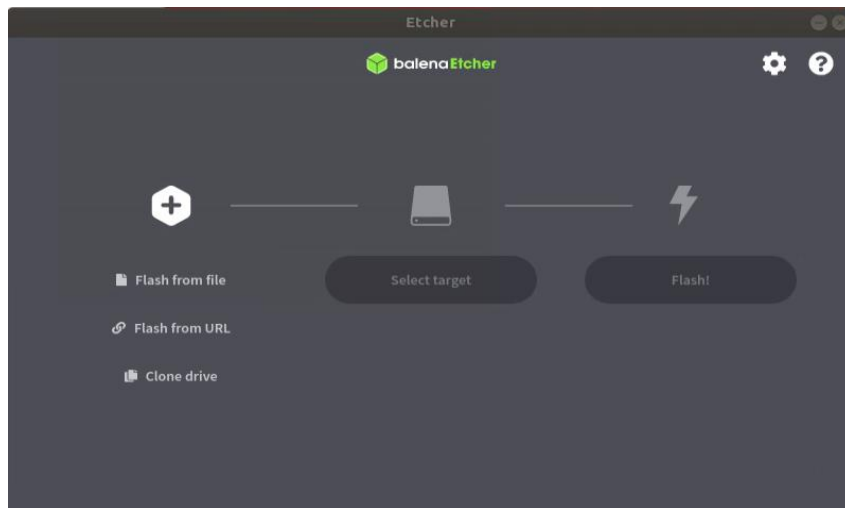 Etcher
balenaEtcher
?
Flash from file
Select target
Flash!
Flash from URL
Clone drive